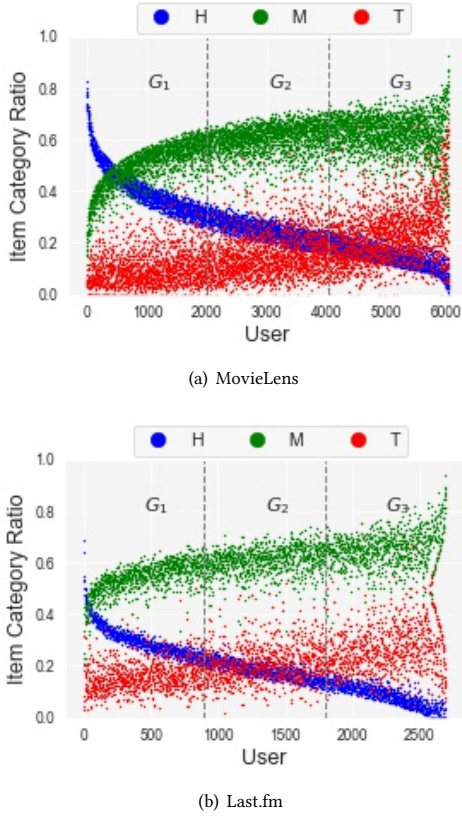 H M T
1.0
0.8
0.6
0.4
0.2
0.0
Item Category Ratio
G1 G2 G3
0 1000 2000 3000 4000 5000 6000
User
(a) MovieLens
H M T
1.0
0.8
0.6
0.4
0.2
0.0
Item Category Ratio
G1 G2 G3
0 500 1000 1500 2000 2500
User
(b) Last.fm